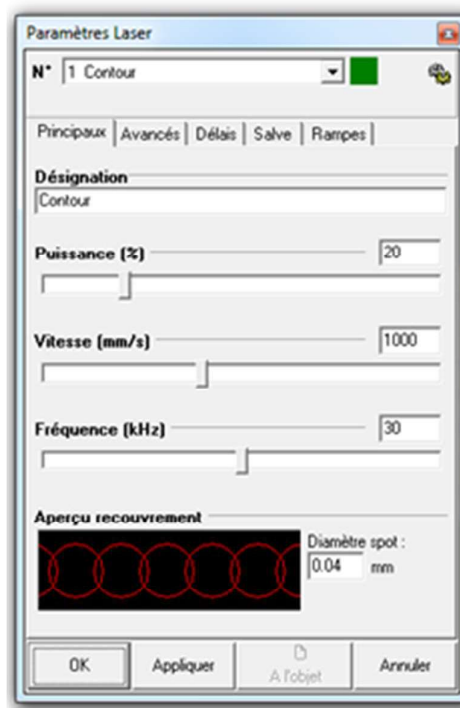 Paramètres Laser
N° 1 Contour
Principaux Avancés Délais Salve Rampes
Désignation
Contour
Puissance (%) 20
Vitesse (mm/s) 1000
Fréquence (kHz) 30
Aperçu recouvrement
Diamètre spot :
0.04 mm
OK Appliquer A l'objet Annuler